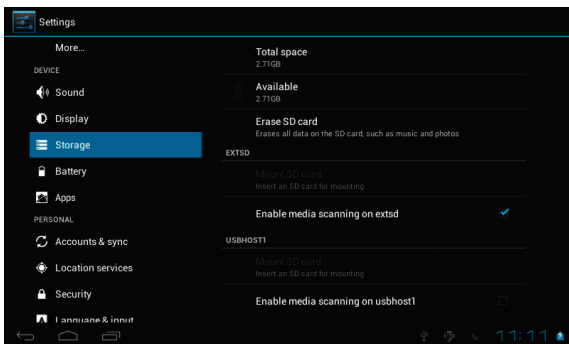 Settings
More...
DEVICE
Sound
Display
Storage
Battery
Apps
PERSONAL
Accounts & sync
Location services
Security
Language & input
Total space
2.71GB
Available
2.71GB
Erase SD card
Erases all data on the SD card, such as music and photos
EXTSD
Mount SD card
Insert an SD card for mounting
Enable media scanning on extsd
USBHOST1
Mount SD card
Insert an SD card for mounting
Enable media scanning on usbhost1
11:11